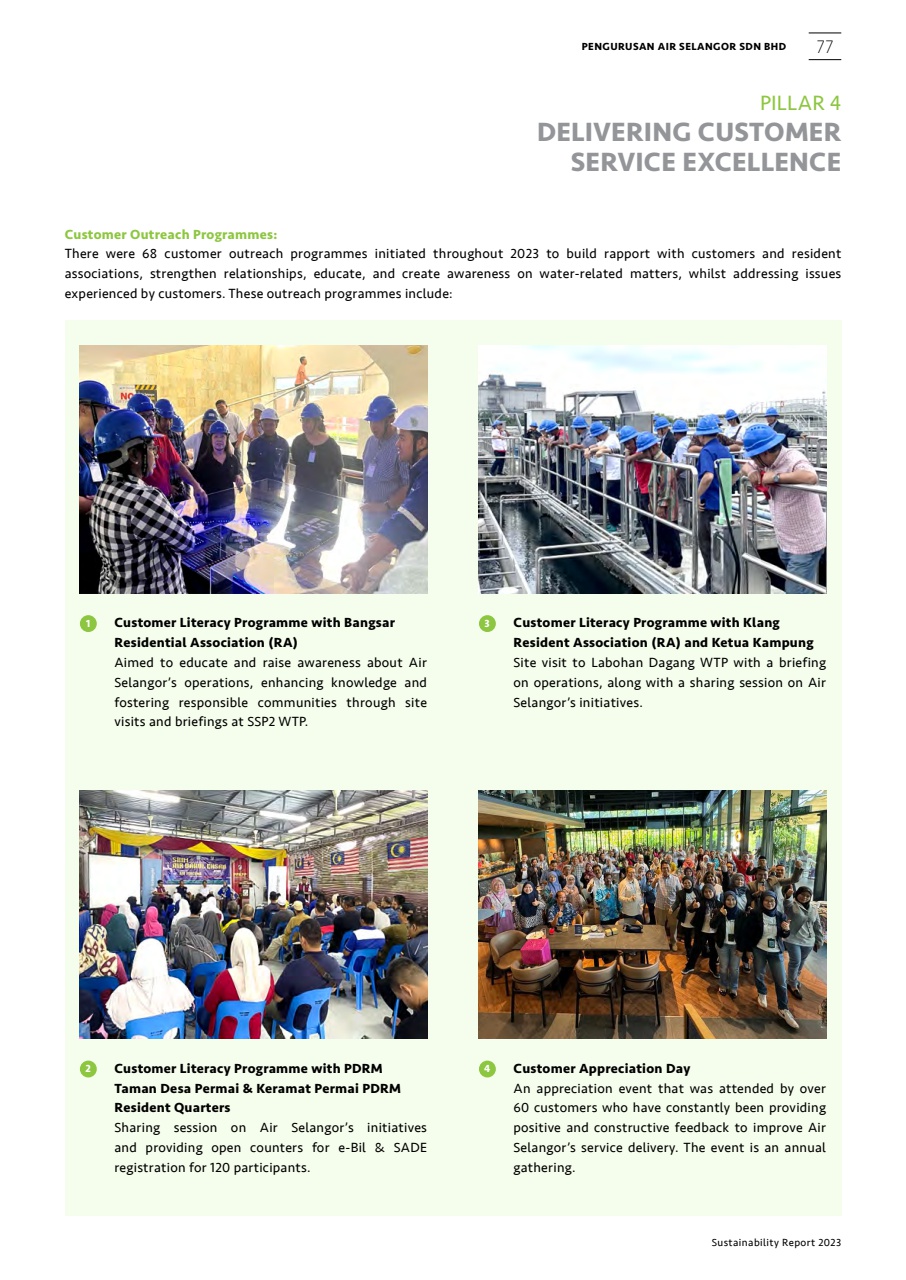 PENGURUSAN AIR SELANGOR SDN BHD 77
PILLAR 4
DELIVERING CUSTOMER
SERVICE EXCELLENCE
Customer Outreach Programmes:
There were 68 customer outreach programmes initiated throughout 2023 to build rapport with customers and resident
associations, strengthen relationships, educate, and create awareness on water-related matters, whilst addressing issues
experienced by customers. These outreach programmes include:
NO
1 Customer Literacy Programme with Bangsar
Residential Association (RA)
Aimed to educate and raise awareness about Air
Selangor's operations, enhancing knowledge and
fostering responsible communities through site
visits and briefings at SSP2 WTP.
2 Customer Literacy Programme with PDRM
Taman Desa Permai & Keramat Permai PDRM
Resident Quarters
Sharing session on Air Selangor's initiatives
and providing open counters for e-Bil & SADE
registration for 120 participants.
3 Customer Literacy Programme with Klang
Resident Association (RA) and Ketua Kampung
Site visit to Labohan Dagang WTP with a briefing
on operations, along with a sharing session on Air
Selangor's initiatives.
4 Customer Appreciation Day
An appreciation event that was attended by over
60 customers who have constantly been providing
positive and constructive feedback to improve Air
Selangor's service delivery. The event is an annual
gathering.
Sustainability Report 2023